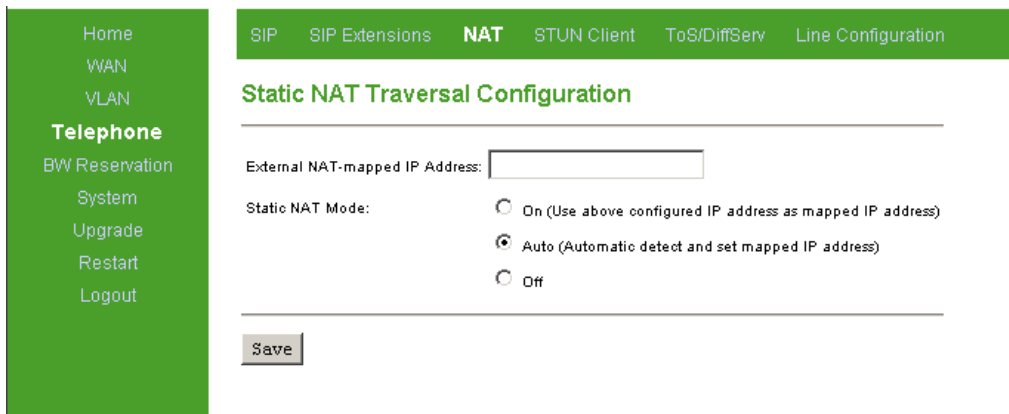 Home
WAN
VLAN
Telephone
BW Reservation
System
Upgrade
Restart
Logout
SIP SIP Extensions NAT STUN Client ToS/DiffServ Line Configuration
Static NAT Traversal Configuration
External NAT-mapped IP Address:
Static NAT Mode:
On (Use above configured IP address as mapped IP address)
Auto (Automatic detect and set mapped IP address)
Off
Save